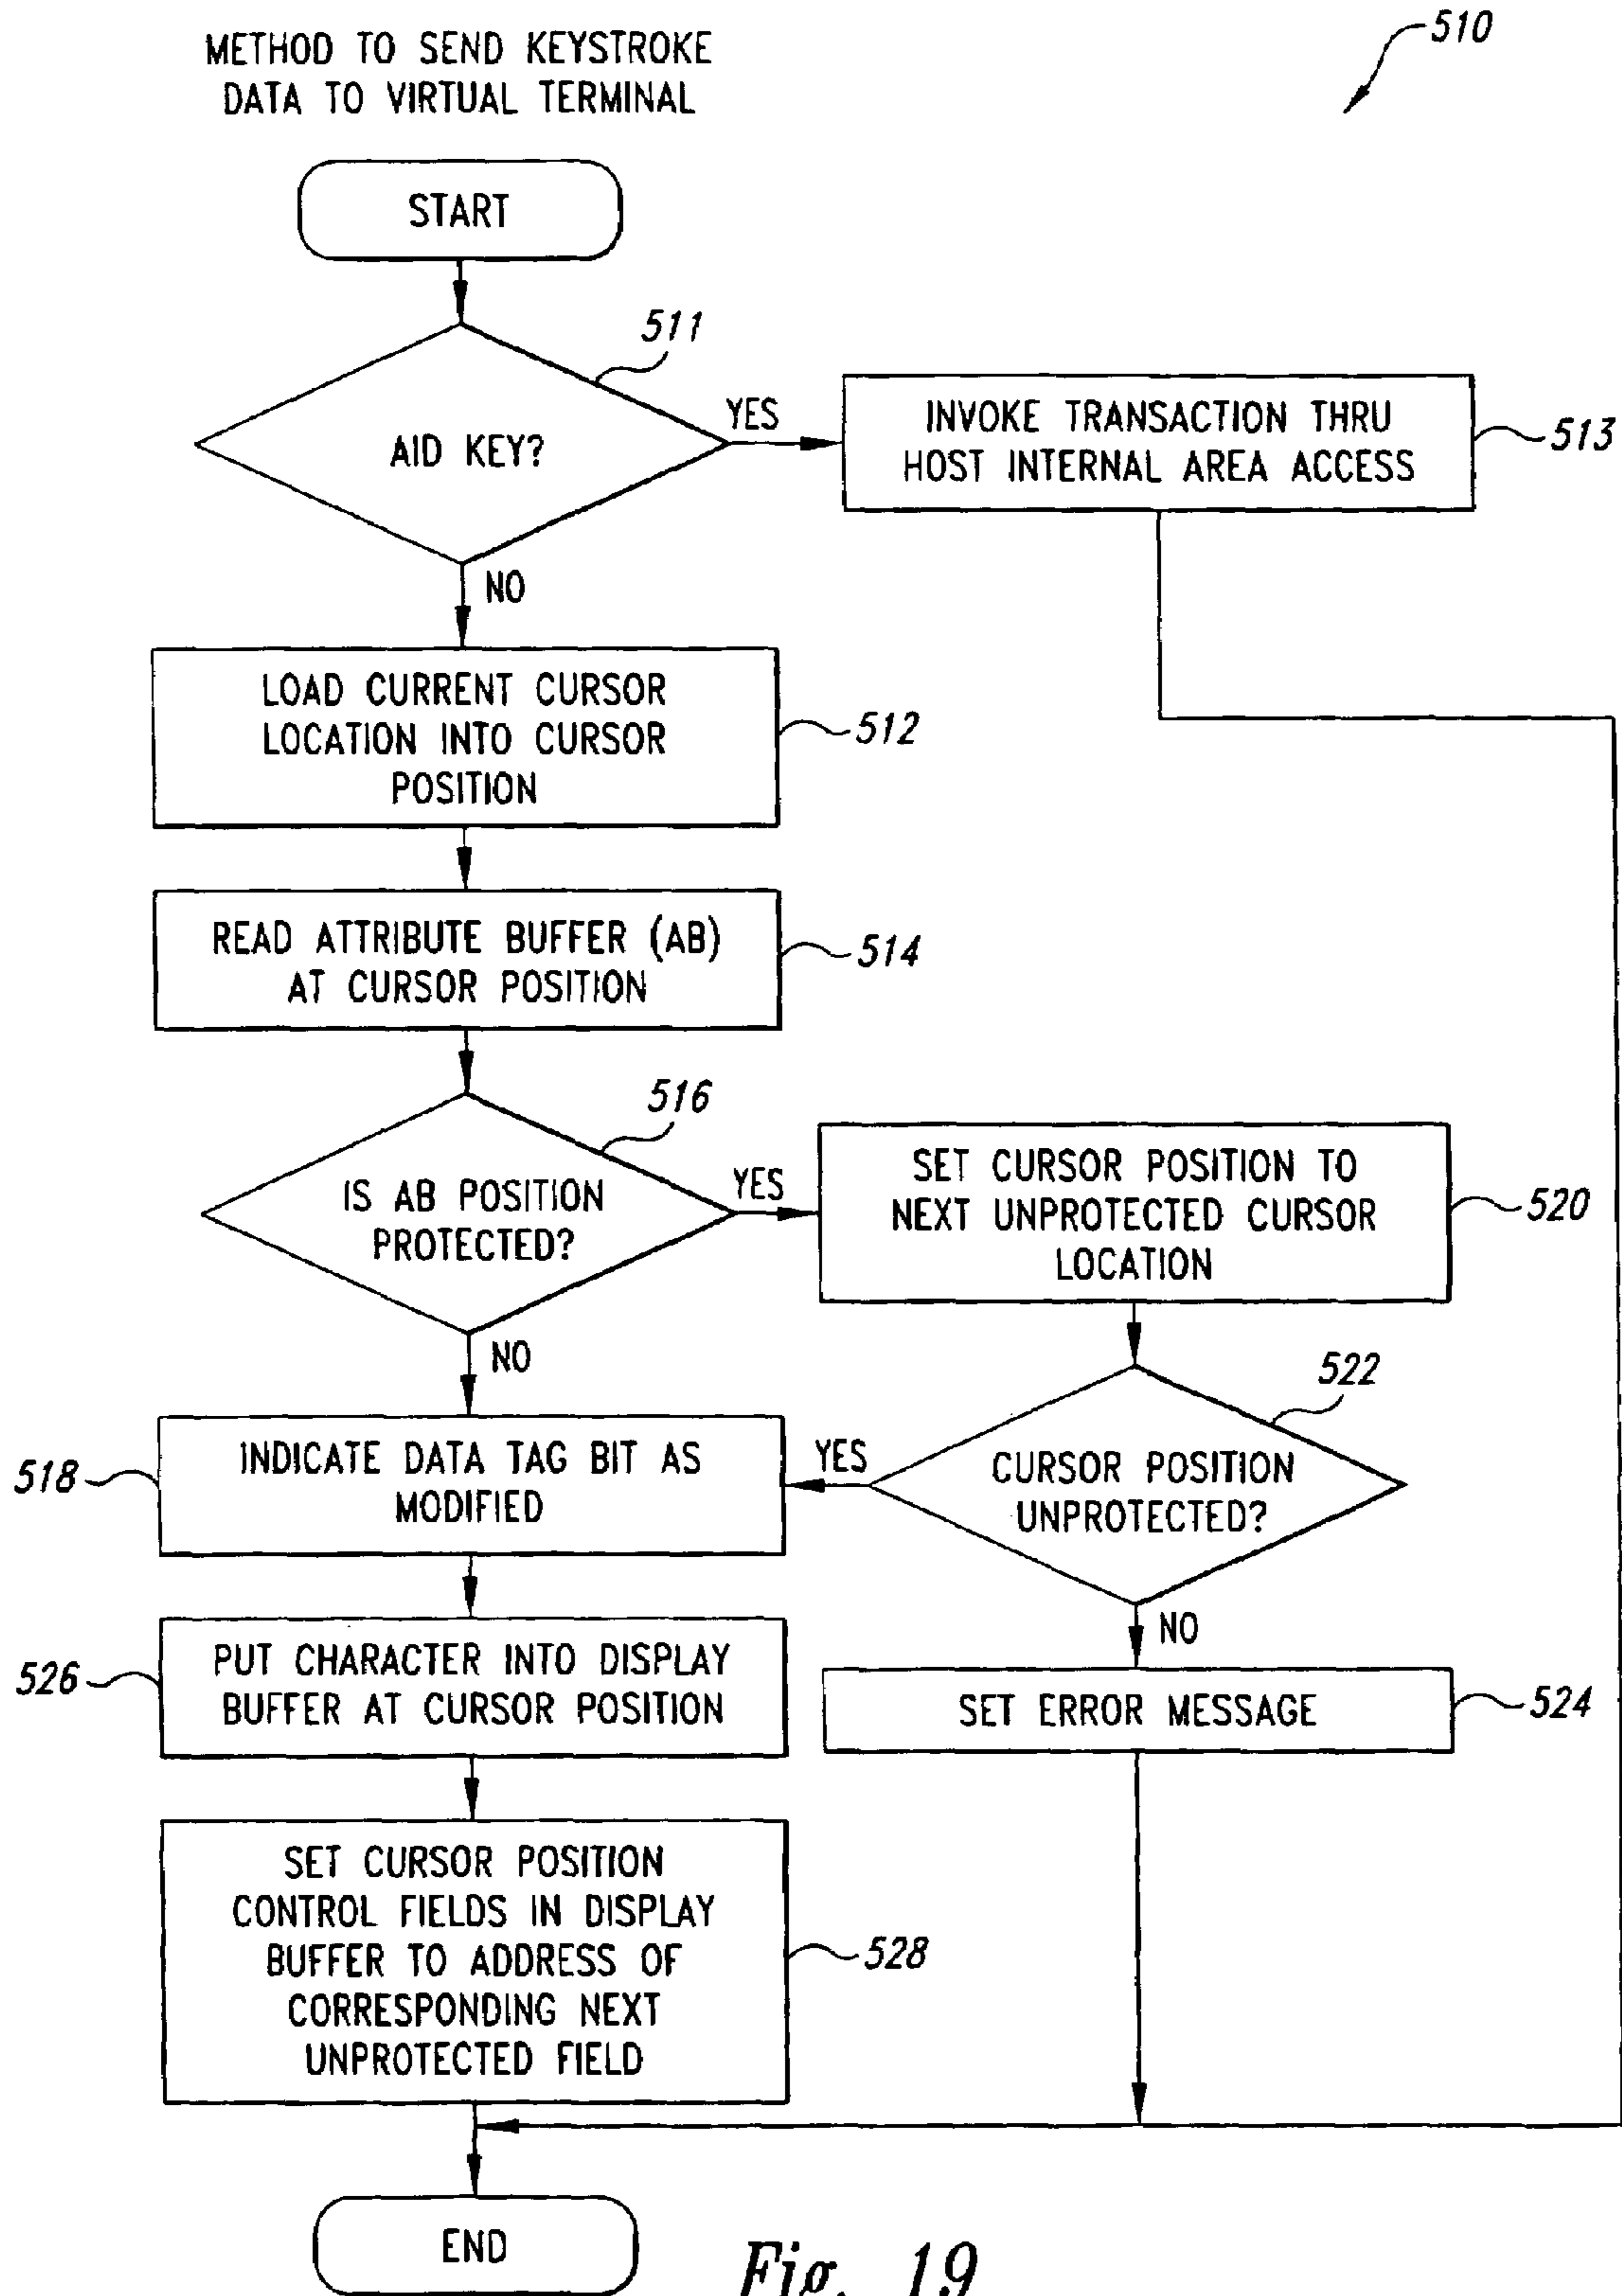 510
METHOD TO SEND KEYSTROKE
DATA TO VIRTUAL TERMINAL
START
511
AID KEY?
YES
INVOKE TRANSACTION THRU
HOST INTERNAL AREA ACCESS
513
NO
LOAD CURRENT CURSOR
LOCATION INTO CURSOR
POSITION
512
READ ATTRIBUTE BUFFER (AB)
AT CURSOR POSITION
514
516
IS AB POSITION
PROTECTED?
YES
SET CURSOR POSITION TO
NEXT UNPROTECTED CURSOR
LOCATION
520
NO
522
CURSOR POSITION
UNPROTECTED?
YES
518
INDICATE DATA TAG BIT AS
MODIFIED
NO
526
PUT CHARACTER INTO DISPLAY
BUFFER AT CURSOR POSITION
SET ERROR MESSAGE
524
SET CURSOR POSITION
CONTROL FIELDS IN DISPLAY
BUFFER TO ADDRESS OF
CORRESPONDING NEXT
UNPROTECTED FIELD
528
END
Fig. 19